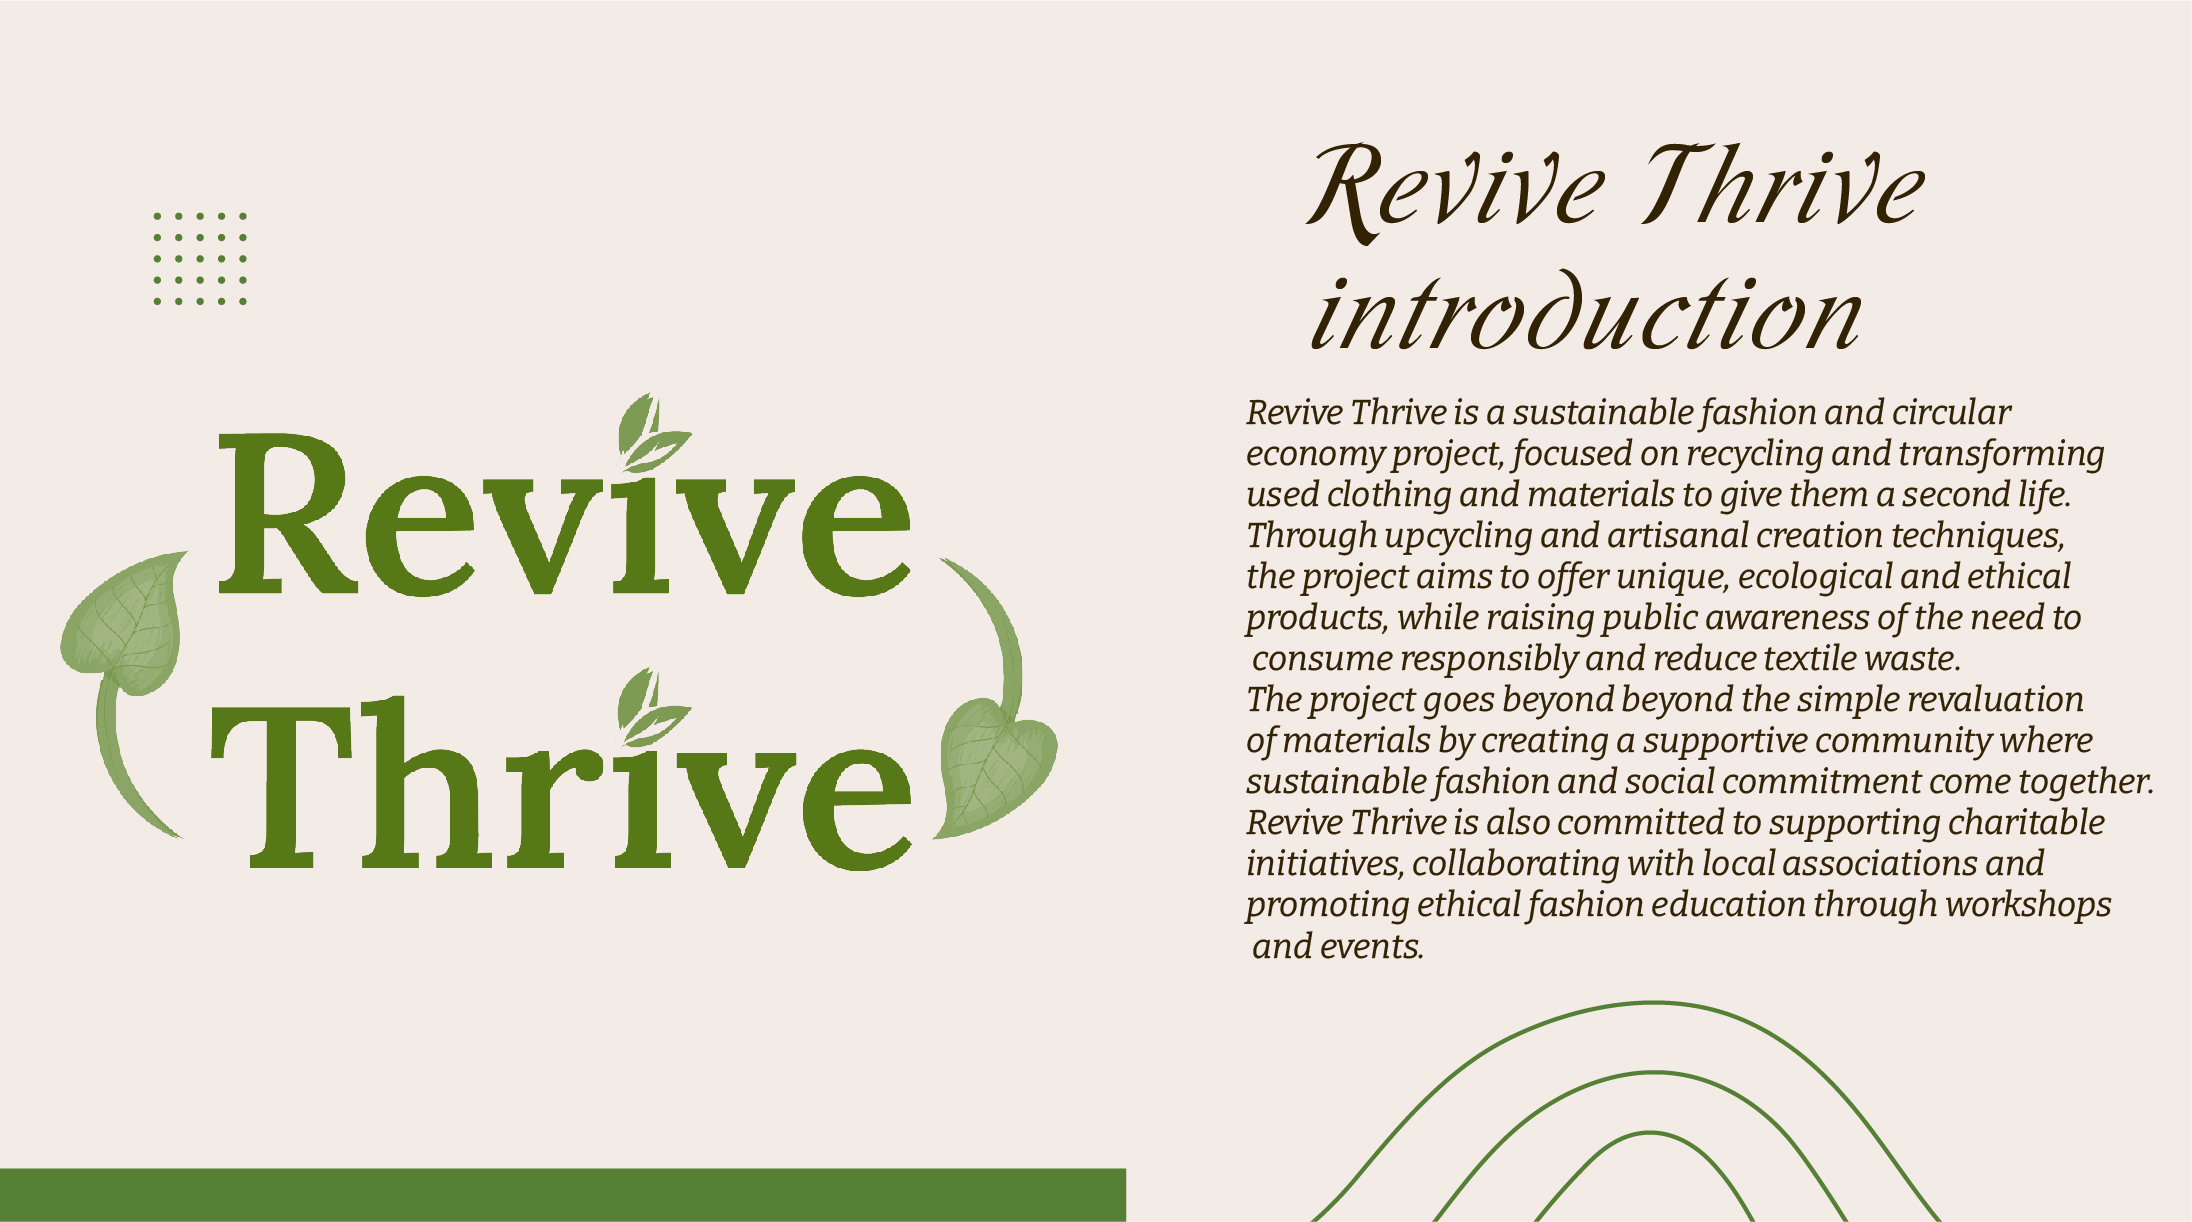 Revive
Thrive
Revive Thrive
introduction
Revive Thrive is a sustainable fashion and circular
economy project, focused on recycling and transforming
used clothing and materials to give them a second life.
Through upcycling and artisanal creation techniques,
the project aims to offer unique, ecological and ethical
products, while raising public awareness of the need to
consume responsibly and reduce textile waste.
The project goes beyond beyond the simple revaluation
of materials by creating a supportive community where
sustainable fashion and social commitment come together.
Revive Thrive is also committed to supporting charitable
initiatives, collaborating with local associations and
promoting ethical fashion education through workshops
and events.